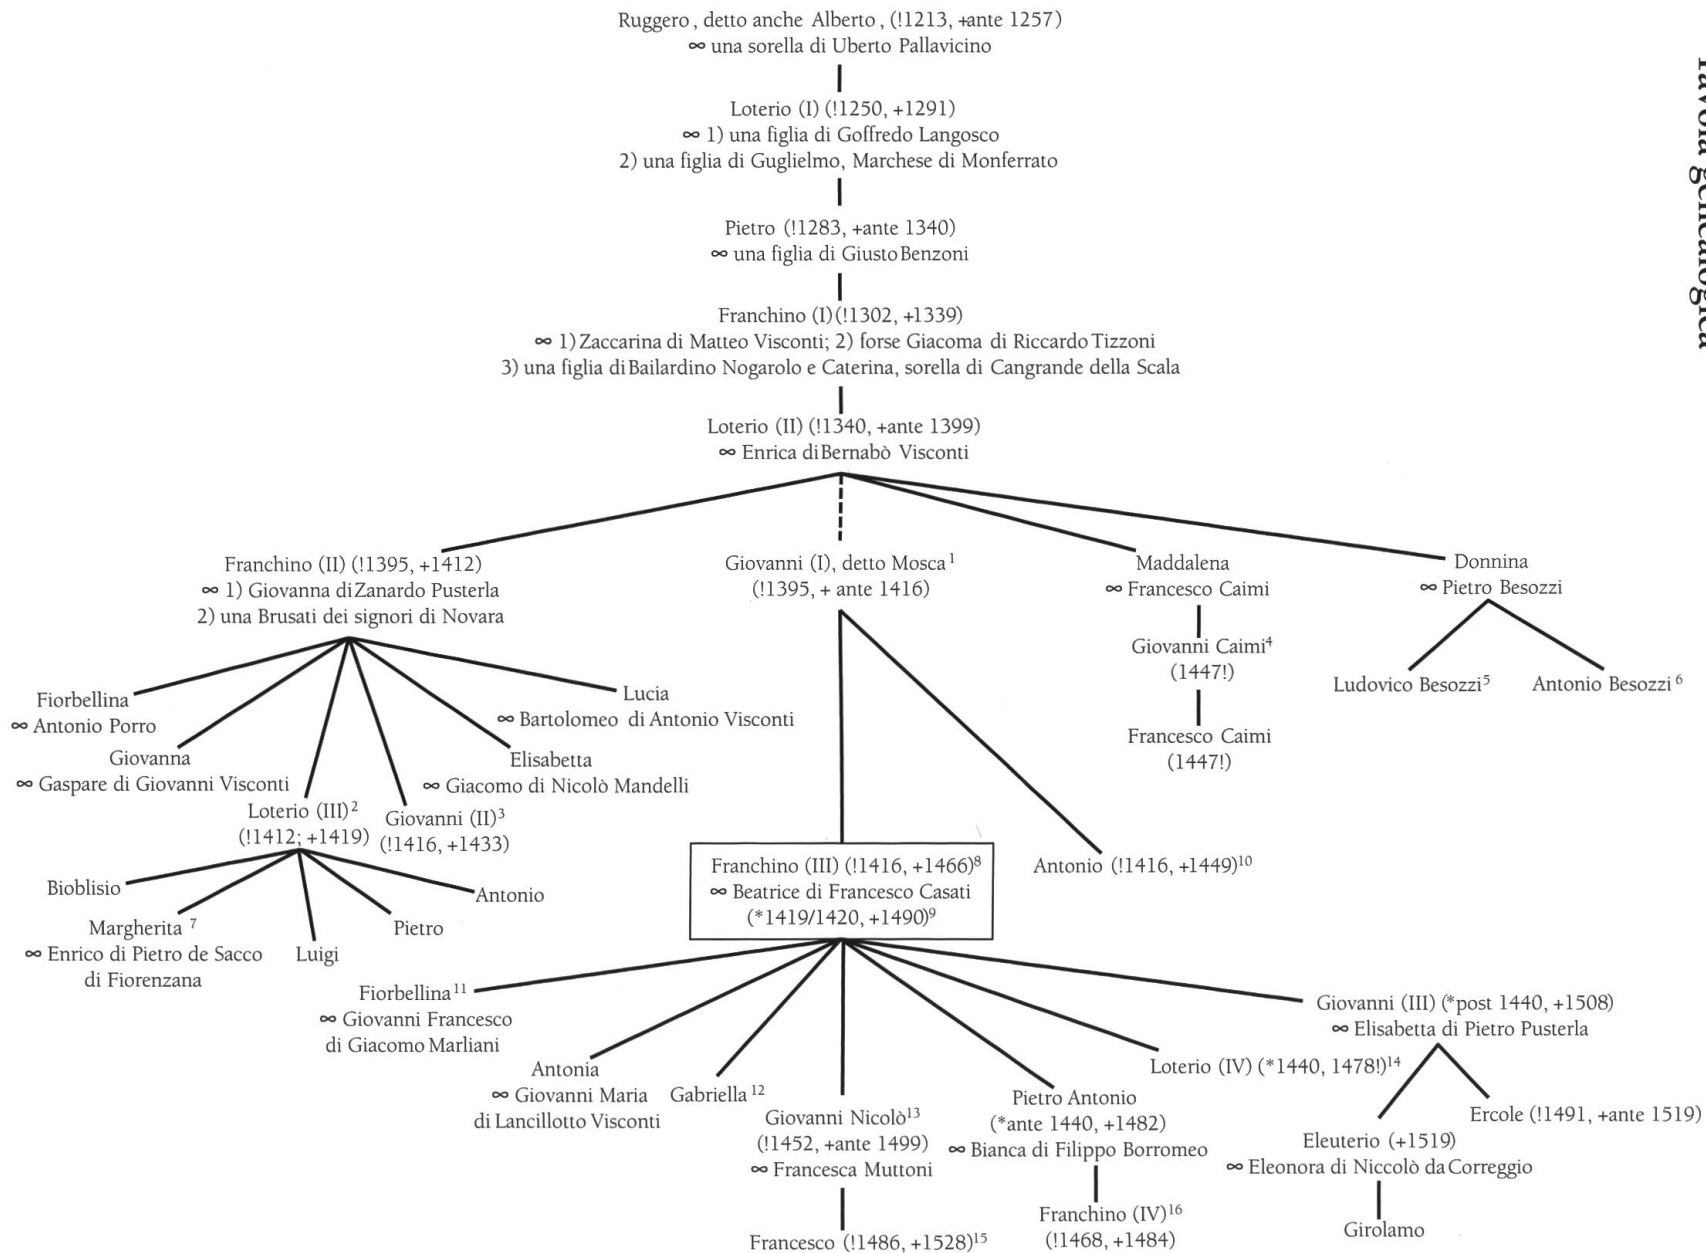 Tavola genealogica
Ruggero, detto anche Alberto, (!1213, +ante 1257)
∞ una sorella di Uberto Pallavicino
Loterio (I) (!1250, +1291)
∞ 1) una figlia di Goffredo Langosco
2) una figlia di Guglielmo, Marchese di Monferrato
Pietro (!1283, +ante 1340)
∞ una figlia di Giusto Benzoni
Franchino (I) (!1302, +1339)
∞ 1) Zaccarina di Matteo Visconti; 2) forse Giacoma di Riccardo Tizzoni
3) una figlia di Bailardino Nogarolo e Caterina, sorella di Cangrande della Scala
Loterio (II) (!1340, +ante 1399)
∞ Enrica di Bernabò Visconti
Franchino (II) (!1395, +1412)
∞ 1) Giovanna di Zanardo Pusterla
2) una Brusati dei signori di Novara
Giovanni (I), detto Mosca¹
(!1395, + ante 1416)
Maddalena
∞ Francesco Caimi
Donnina
∞ Pietro Besozzi
Giovanni Caimi⁴
(1447!)
Francesco Caimi
(1447!)
Ludovico Besozzi⁵
Antonio Besozzi⁶
Fiorbellina
∞ Antonio Porro
Giovanna
∞ Gaspare di Giovanni Visconti
Loterio (III)²
(!1412; +1419)
Giovanni (II)³
(!1416, +1433)
Elisabetta
∞ Giacomo di Nicolò Mandelli
Lucia
∞ Bartolomeo di Antonio Visconti
Bioblisio
Margherita ⁷
∞ Enrico di Pietro de Sacco
di Fiorenzana
Luigi
Pietro
Antonio
Franchino (III) (!1416, +1466)⁸
∞ Beatrice di Francesco Casati
(*1419/1420, +1490)⁹
Antonio (!1416, +1449)¹⁰
Fiorbellina¹¹
∞ Giovanni Francesco
di Giacomo Marliani
Antonia
∞ Giovanni Maria
di Lancillotto Visconti
Gabriella¹²
Giovanni Nicolò¹³
(!1452, +ante 1499)
∞ Francesca Muttoni
Francesco (!1486, +1528)¹⁵
Pietro Antonio
(*ante 1440, +1482)
∞ Bianca di Filippo Borromeo
Franchino (IV)¹⁶
(!1468, +1484)
Loterio (IV) (*1440, 1478!)¹⁴
Giovanni (III) (*post 1440, +1508)
∞ Elisabetta di Pietro Pusterla
Eleuterio (+1519)
∞ Eleonora di Niccolò da Correggio
Girolamo
Ercole (!1491, +ante 1519)